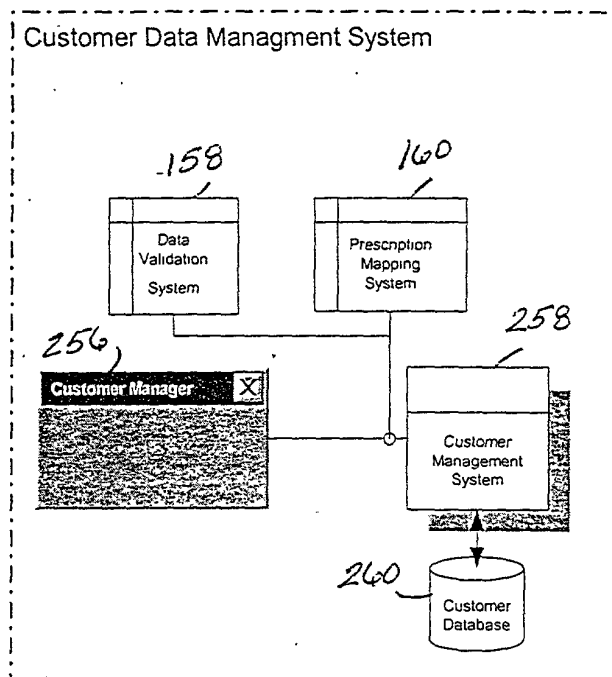 Customer Data Managment System
158
160
Data
Validation
System
Prescription
Mapping
System
256
258
Customer Manager X
Customer
Management
System
260
Customer
Database